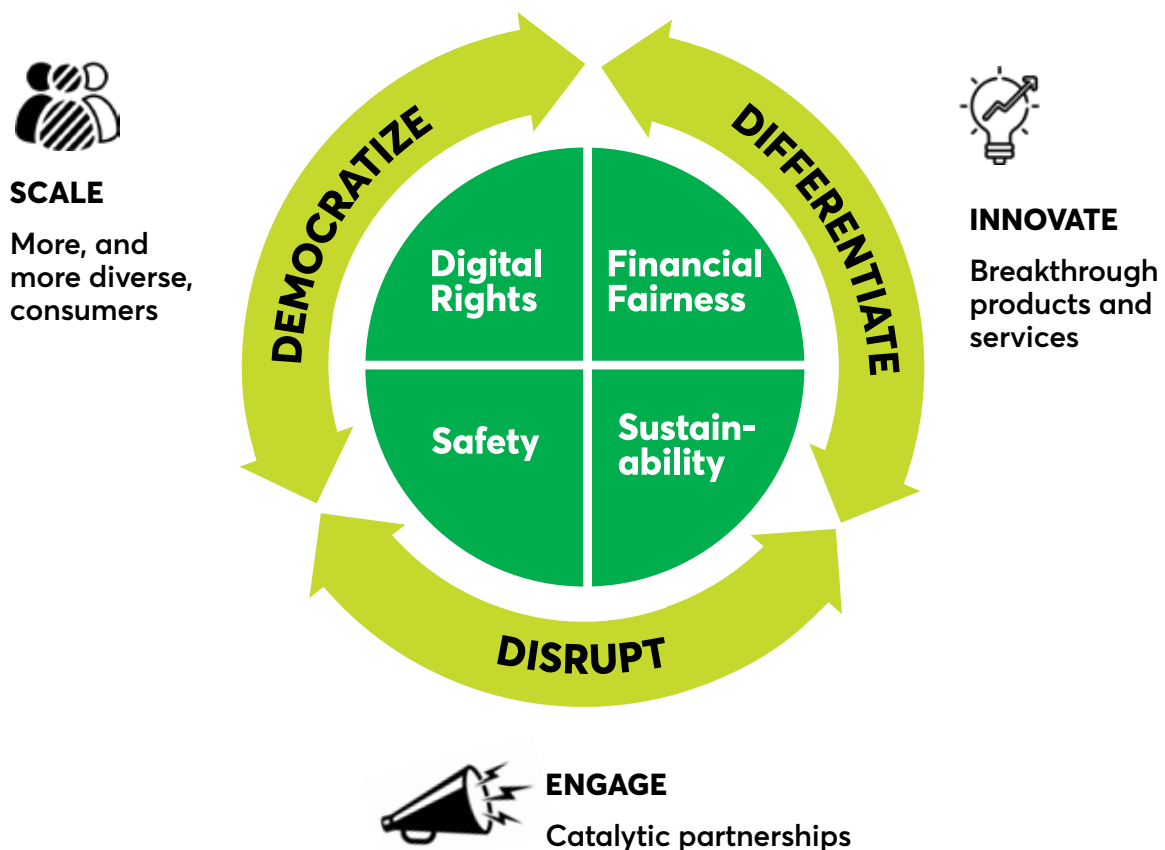 DEMOCRATIZE
DIFFERENTIATE
SCALE
More, and
more diverse,
consumers
INNOVATE
Breakthrough
products and
services
Digital
Rights
Financial
Fairness
Safety
Sustain-
ability
DISRUPT
ENGAGE
Catalytic partnerships